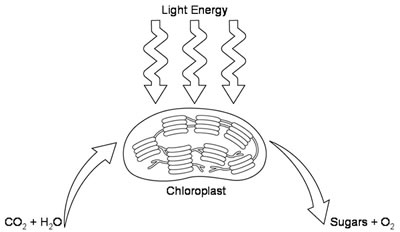 Light Energy
Chloroplast
CO₂ + H₂O
Sugars + O₂